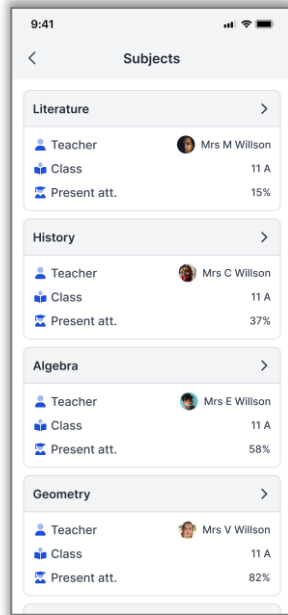 9:41
Subjects
Literature
Teacher Mrs M Willson
Class 11 A
Present att. 15%
History
Teacher Mrs C Willson
Class 11 A
Present att. 37%
Algebra
Teacher Mrs E Willson
Class 11 A
Present att. 58%
Geometry
Teacher Mrs V Willson
Class 11 A
Present att. 82%